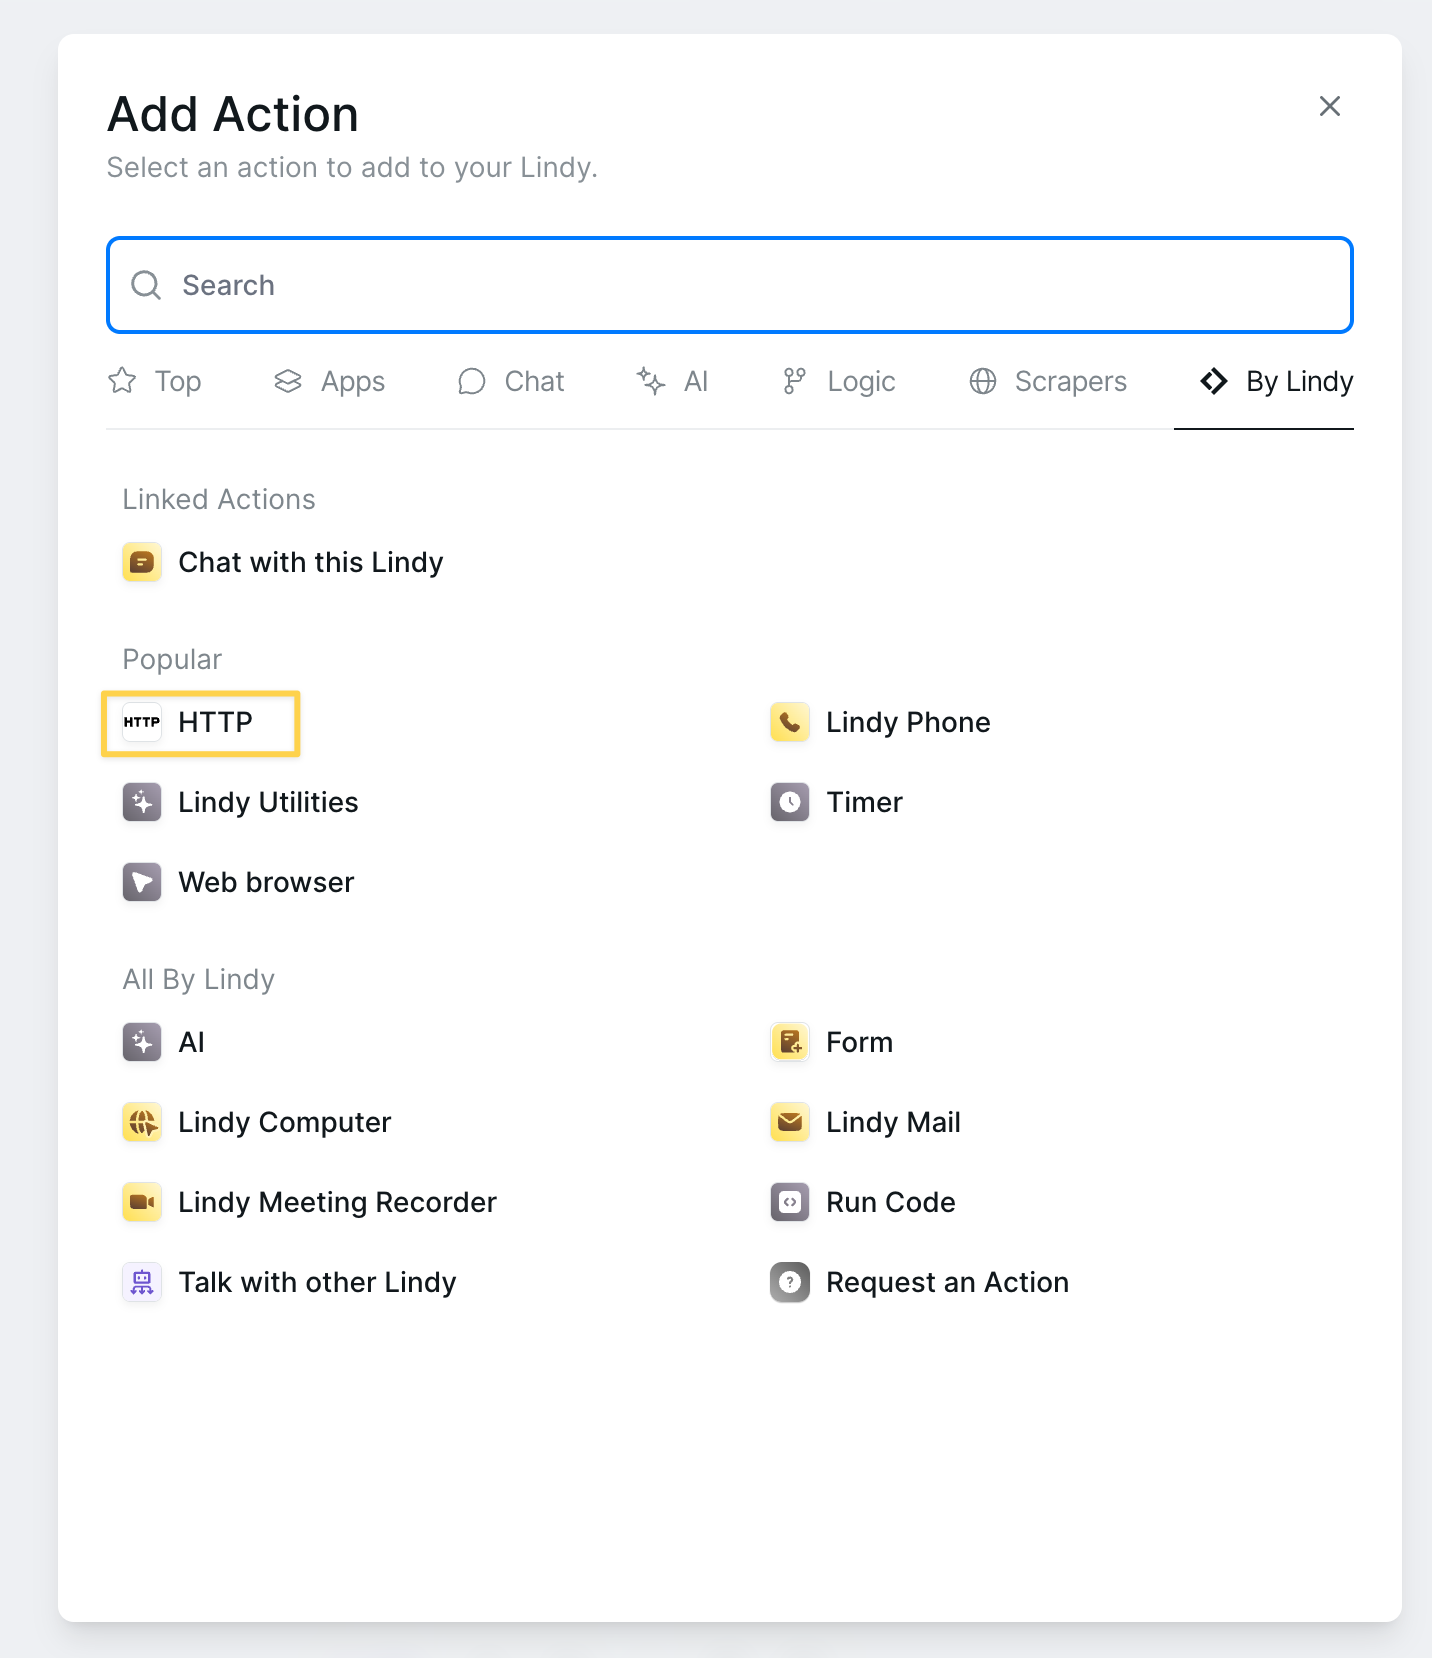 Add Action
Select an action to add to your Lindy.
Search
Top Apps Chat AI Logic Scrapers By Lindy
Linked Actions
Chat with this Lindy
Popular
HTTP HTTP Lindy Phone
Lindy Utilities Timer
Web browser
All By Lindy
AI Form
Lindy Computer Lindy Mail
Lindy Meeting Recorder Run Code
Talk with other Lindy Request an Action